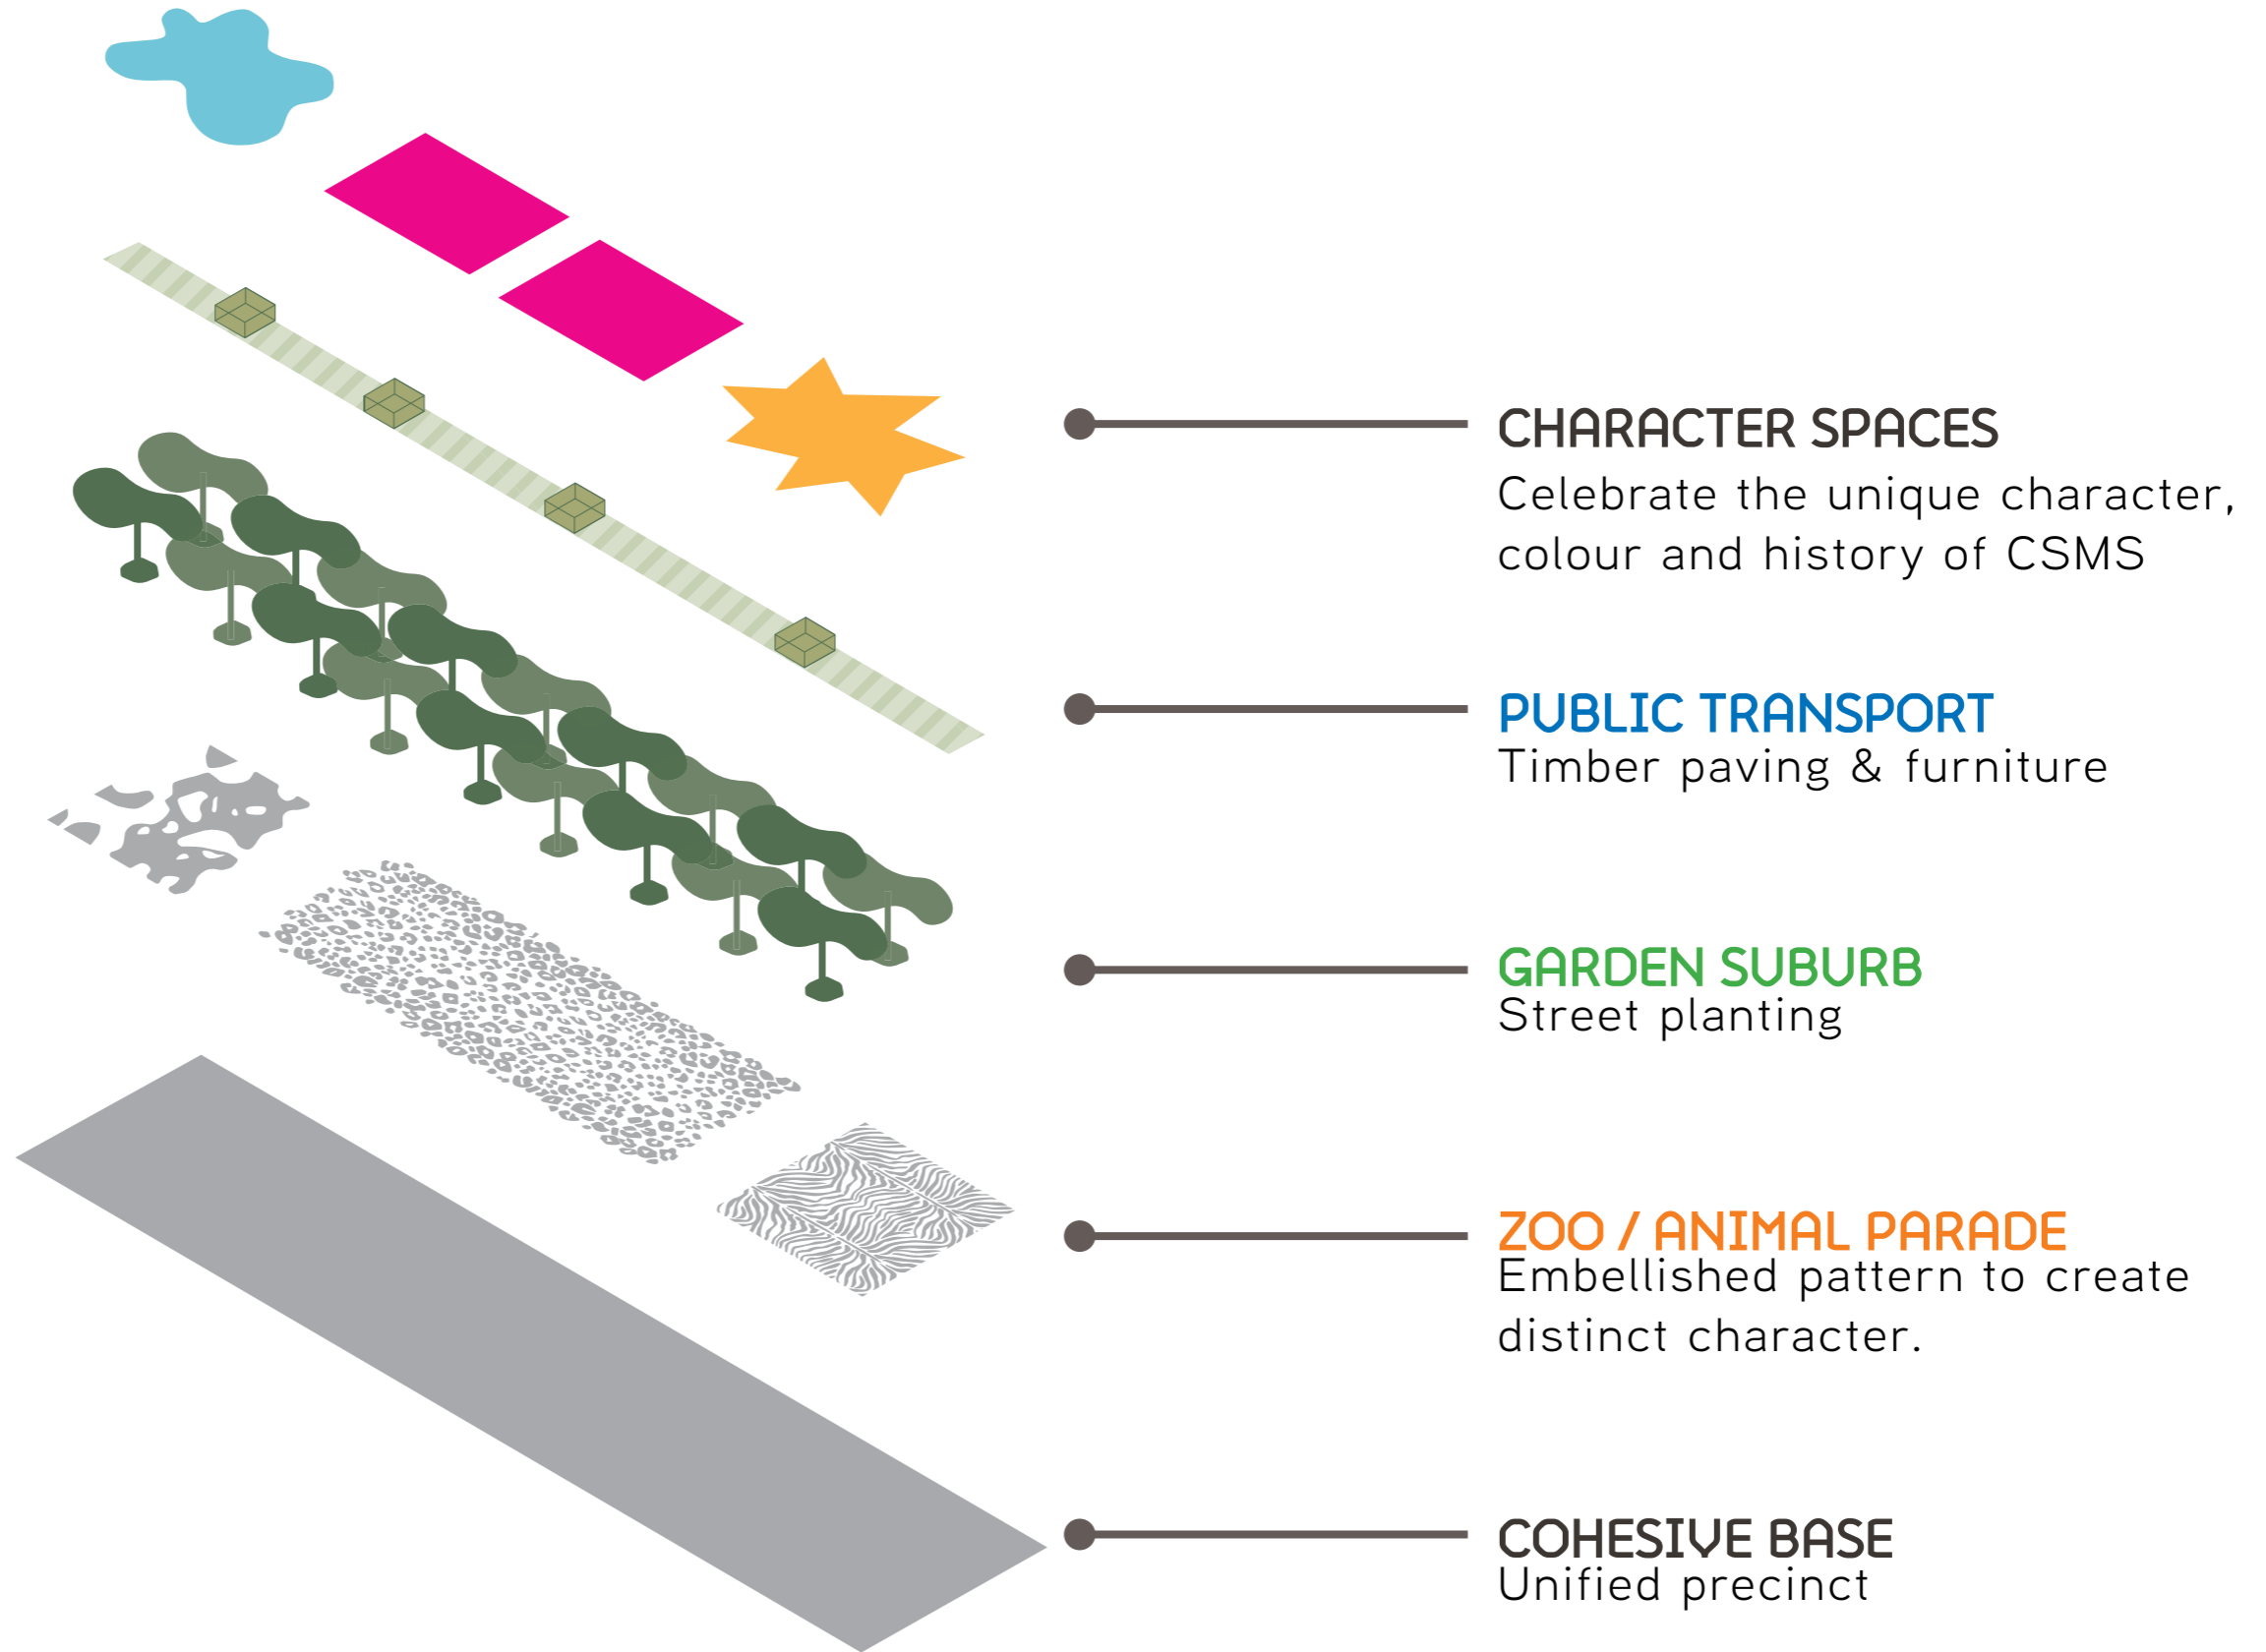 CHARACTER SPACES
Celebrate the unique character,
colour and history of CSMS
PUBLIC TRANSPORT
Timber paving & furniture
GARDEN SUBURB
Street planting
ZOO / ANIMAL PARADE
Embellished pattern to create
distinct character.
COHESIVE BASE
Unified precinct